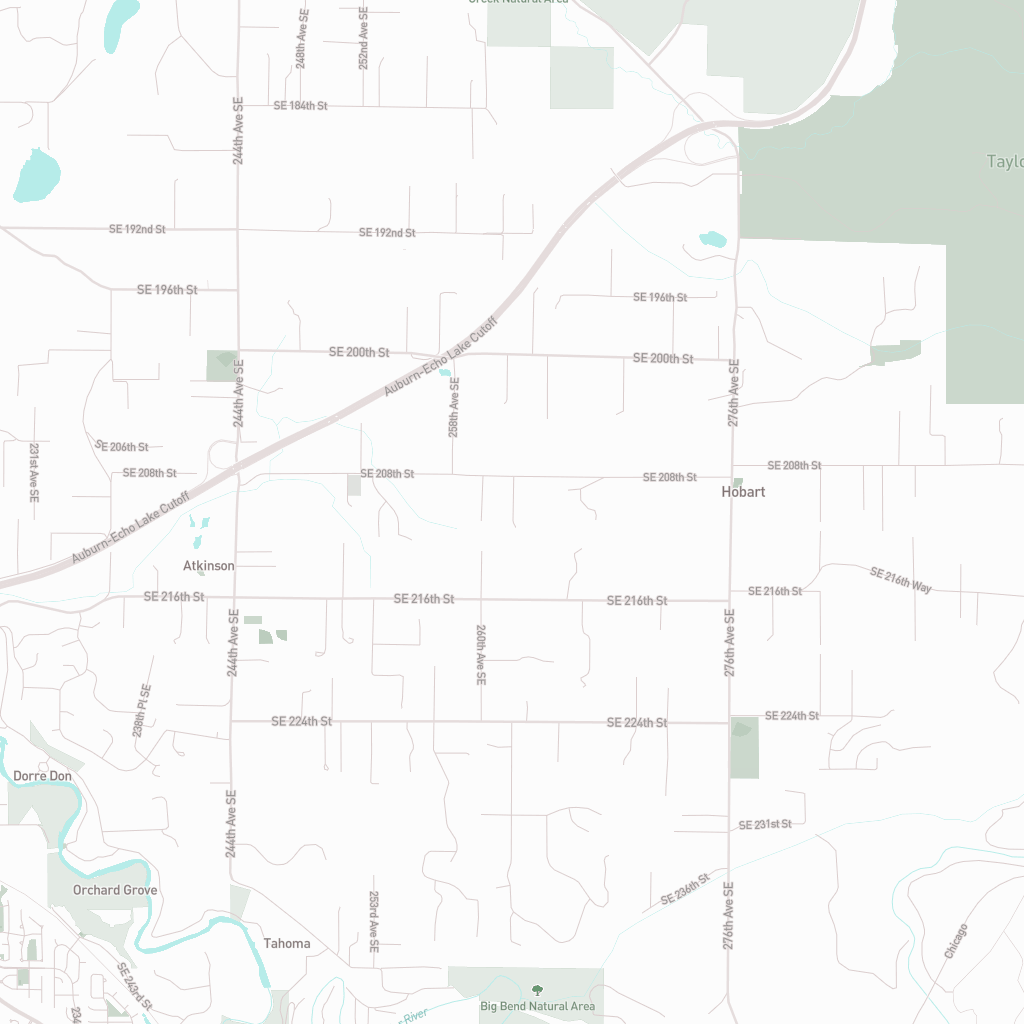 Creek Natural Area
248th Ave SE
252nd Ave SE
SE 184th St
244th Ave SE
Taylo
SE 192nd St
SE 192nd St
SE 196th St
SE 196th St
Auburn-Echo Lake Cutoff
SE 200th St
SE 200th St
244th Ave SE
258th Ave SE
276th Ave SE
SE 206th St
231st Ave SE
SE 208th St
SE 208th St
SE 208th St
SE 208th St
Hobart
Auburn-Echo Lake Cutoff
Atkinson
SE 216th Way
SE 216th St
SE 216th St
SE 216th St
SE 216th St
244th Ave SE
260th Ave SE
276th Ave SE
238th Pl SE
SE 224th St
SE 224th St
SE 224th St
Dorre Don
244th Ave SE
SE 231st St
Orchard Grove
SE 236th St
253rd Ave SE
276th Ave SE
Chicago
Tahoma
SE 243rd St
Big Bend Natural Area
River
234